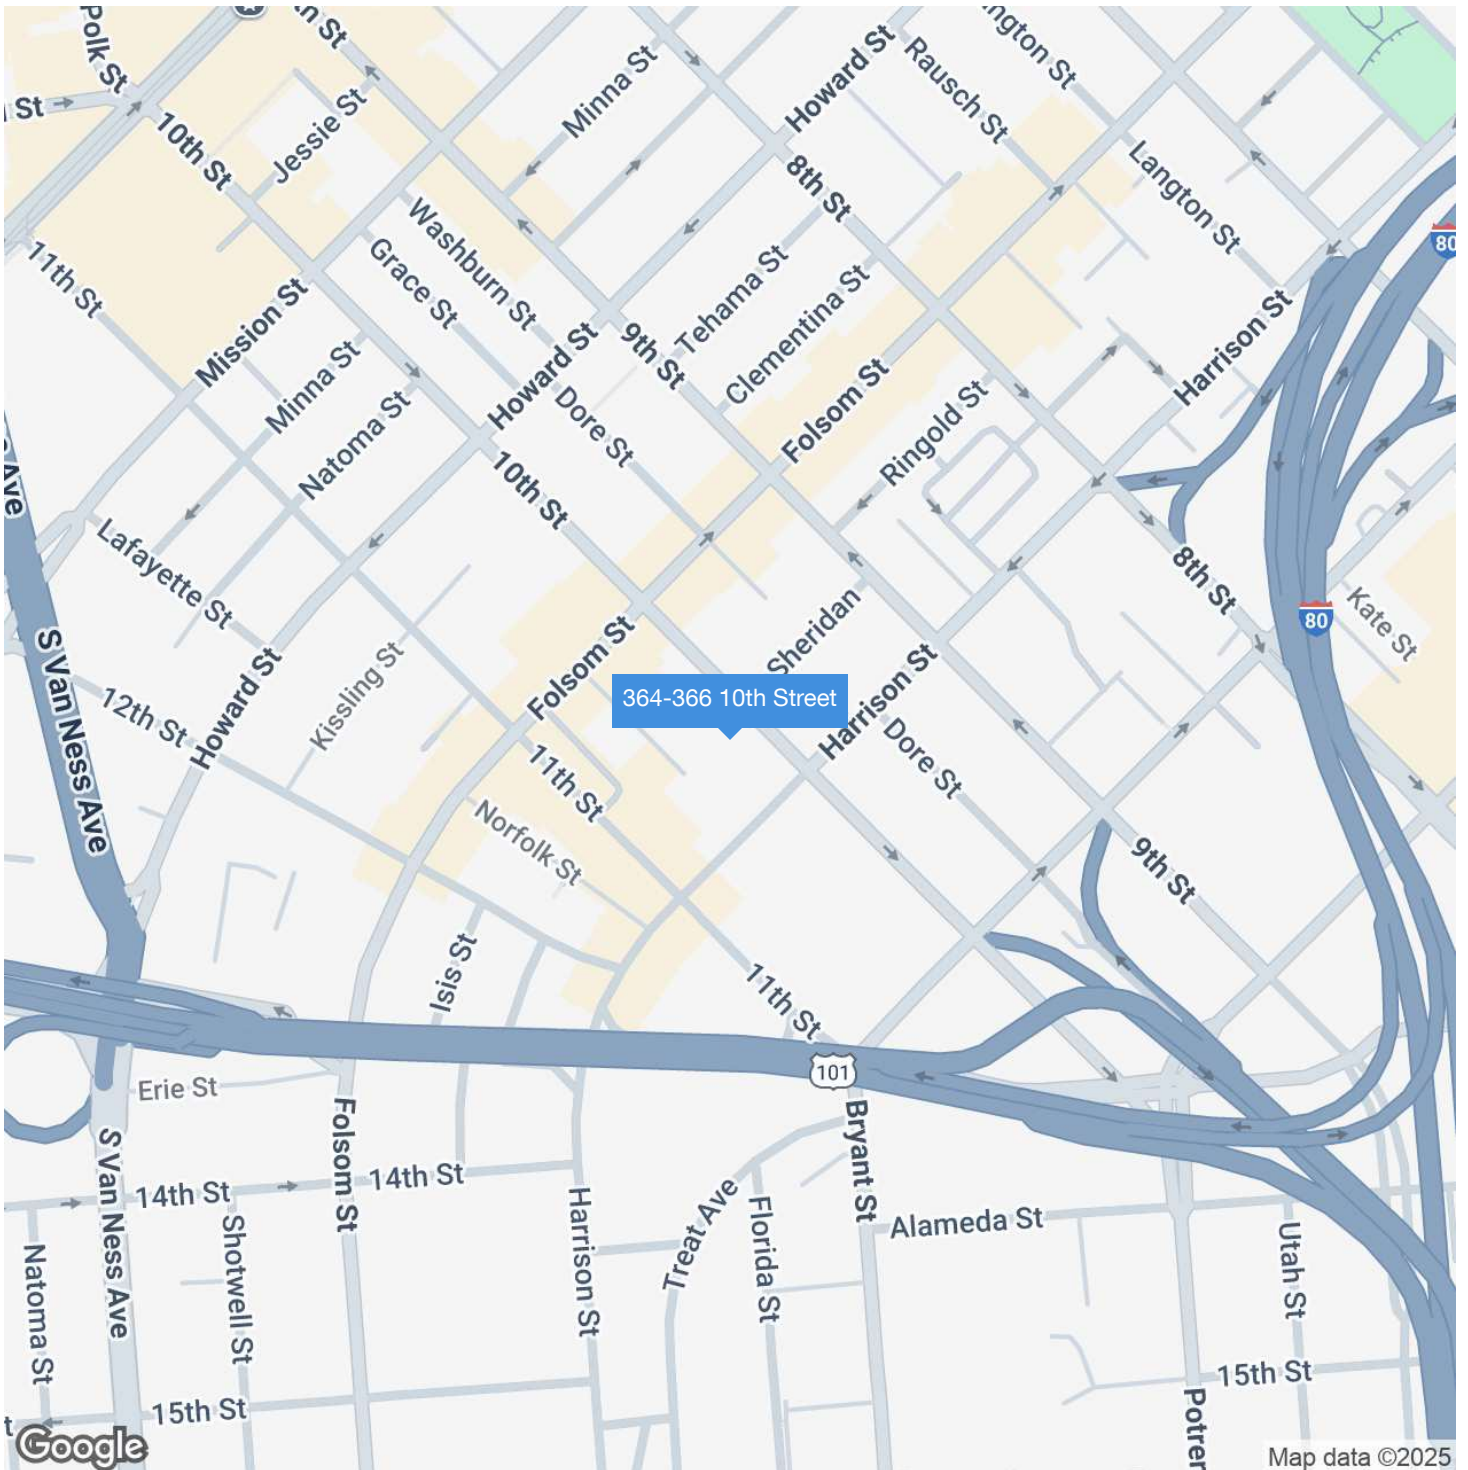 Polk St
St
10th St
Jessie St
Minna St
Howard St
Rausch St
8th St
Langton St
80
11th St
Grace St
Washburn St
Mission St
Minna St
Natoma St
Howard St
Dore St
9th St
Tehama St
Clementina St
Folsom St
Ringold St
Harrison St
10th St
Lafayette St
8th St
80
Kate St
Ave
S Van Ness Ave
12th St
Howard St
Kissling St
Folsom St
Sheridan
364-366 10th Street
Harrison St
Dore St
11th St
Norfolk St
9th St
Isis St
11th St
101
Erie St
Folsom St
Bryant St
14th St
14th St
S Van Ness Ave
Shotwell St
Natoma St
Harrison St
Treat Ave
Florida St
Alameda St
Utah St
15th St
15th St
Potrer
Google
Map data ©2025